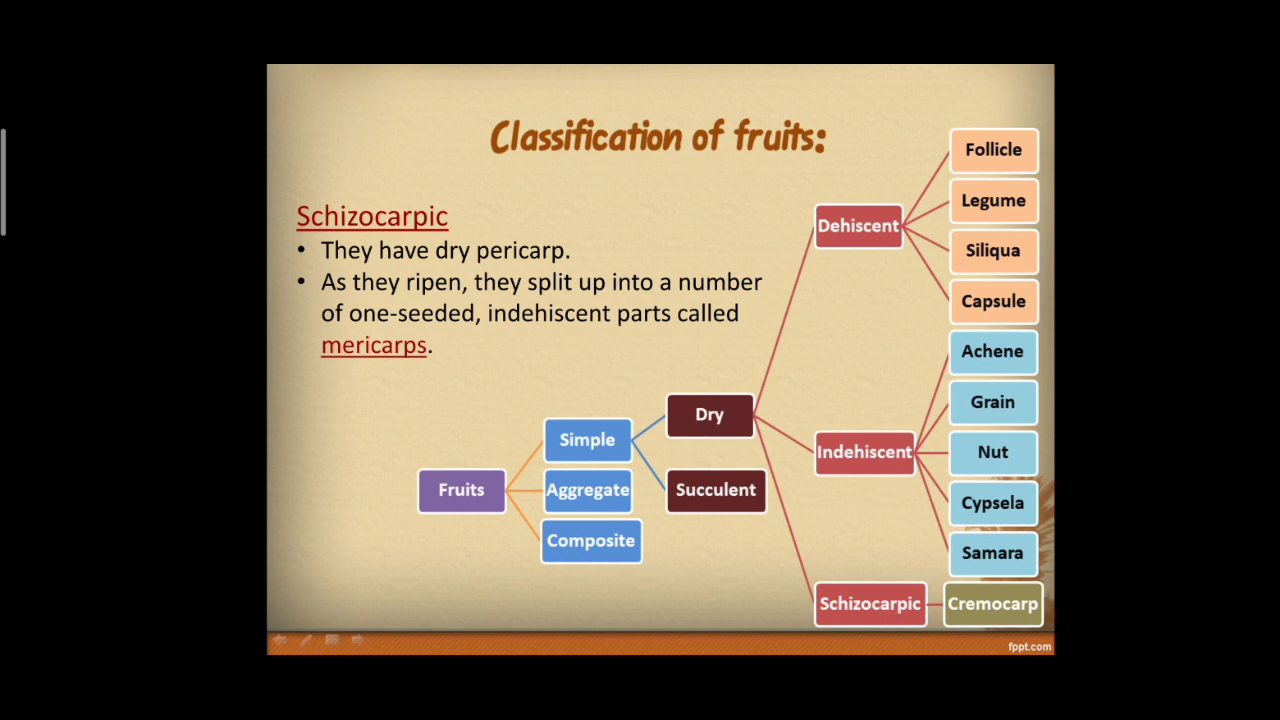 Classification of fruits:
Schizocarpic
• They have dry pericarp.
• As they ripen, they split up into a number
of one-seeded, indehiscent parts called
mericarps.
Fruits
Simple
Aggregate
Composite
Dry
Succulent
Dehiscent
Indehiscent
Schizocarpic
Follicle
Legume
Siliqua
Capsule
Achene
Grain
Nut
Cypsela
Samara
Cremocarp
fppt.com